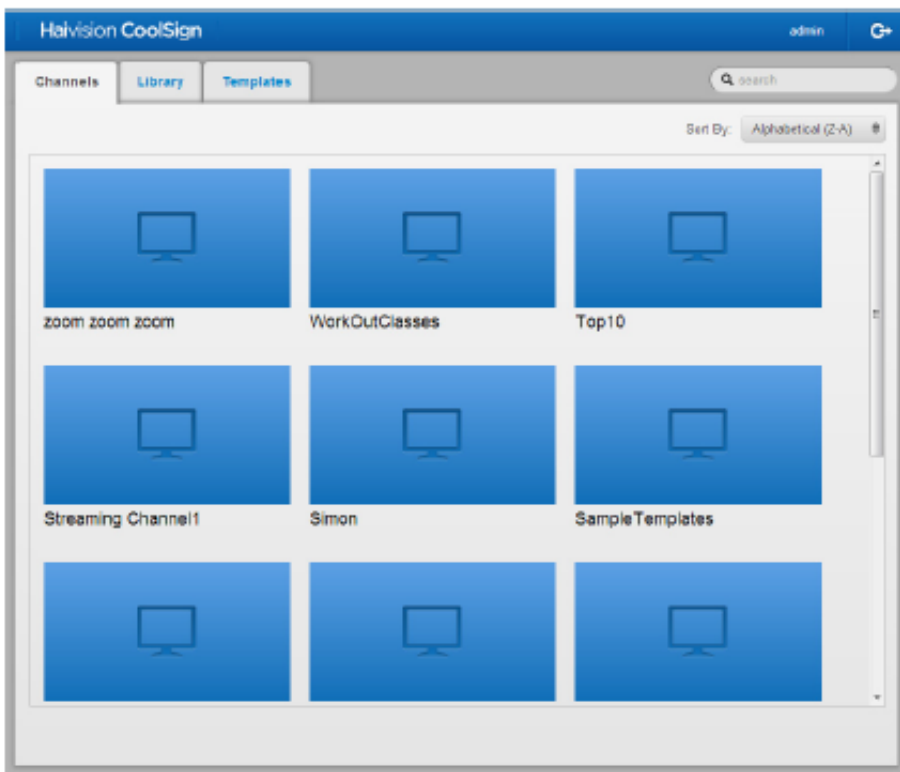 Haivision CoolSign
admin
Channels
Library
Templates
search
Sort By: Alphabetical (Z-A)
zoom zoom zoom
WorkOutClasses
Top10
Streaming Channel1
Simon
SampleTemplates